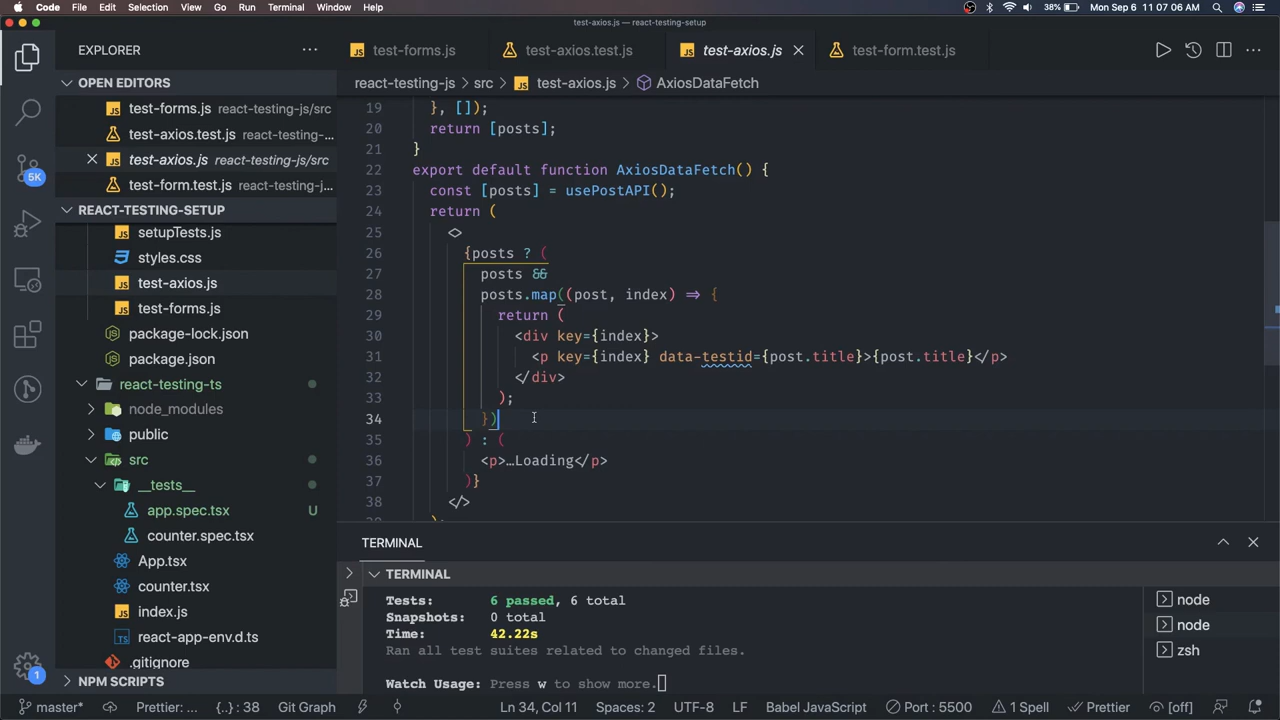 Code File Edit Selection View Go Run Terminal Window Help 38% Mon Sep 6 11 07 06 AM
test-axios.js — react-testing-setup
EXPLORER
OPEN EDITORS
test-forms.js react-testing-js/src
test-axios.test.js react-testing-...
test-axios.js react-testing-js/src
test-form.test.js react-testing-j...
REACT-TESTING-SETUP
setupTests.js
styles.css
test-axios.js
test-forms.js
package-lock.json
package.json
react-testing-ts
node_modules
public
src
__tests__
app.spec.tsx U
counter.spec.tsx
App.tsx
counter.tsx
index.js
react-app-env.d.ts
.gitignore
NPM SCRIPTS
5K
1
test-forms.js test-axios.test.js test-axios.js test-form.test.js
react-testing-js > src > test-axios.js > AxiosDataFetch
19 }, []);
20 return [posts];
21 }
22 export default function AxiosDataFetch() {
23 const [posts] = usePostAPI();
24 return (
25 <>
26 {posts ? (
27 posts &&
28 posts.map((post, index) => {
29 return (
30 <div key={index}>
31 <p key={index} data-testid={post.title}>{post.title}</p>
32 </div>
33 );
34 })
35 ) : (
36 <p>…Loading</p>
37 )}
38 </>
TERMINAL
TERMINAL
Tests: 6 passed, 6 total
Snapshots: 0 total
Time: 42.22s
Ran all test suites related to changed files.
Watch Usage: Press w to show more.
node
node
zsh
master* Prettier: ... {..} : 38 Git Graph Ln 34, Col 11 Spaces: 2 UTF-8 LF Babel JavaScript Port : 5500 1 Spell Prettier [off]